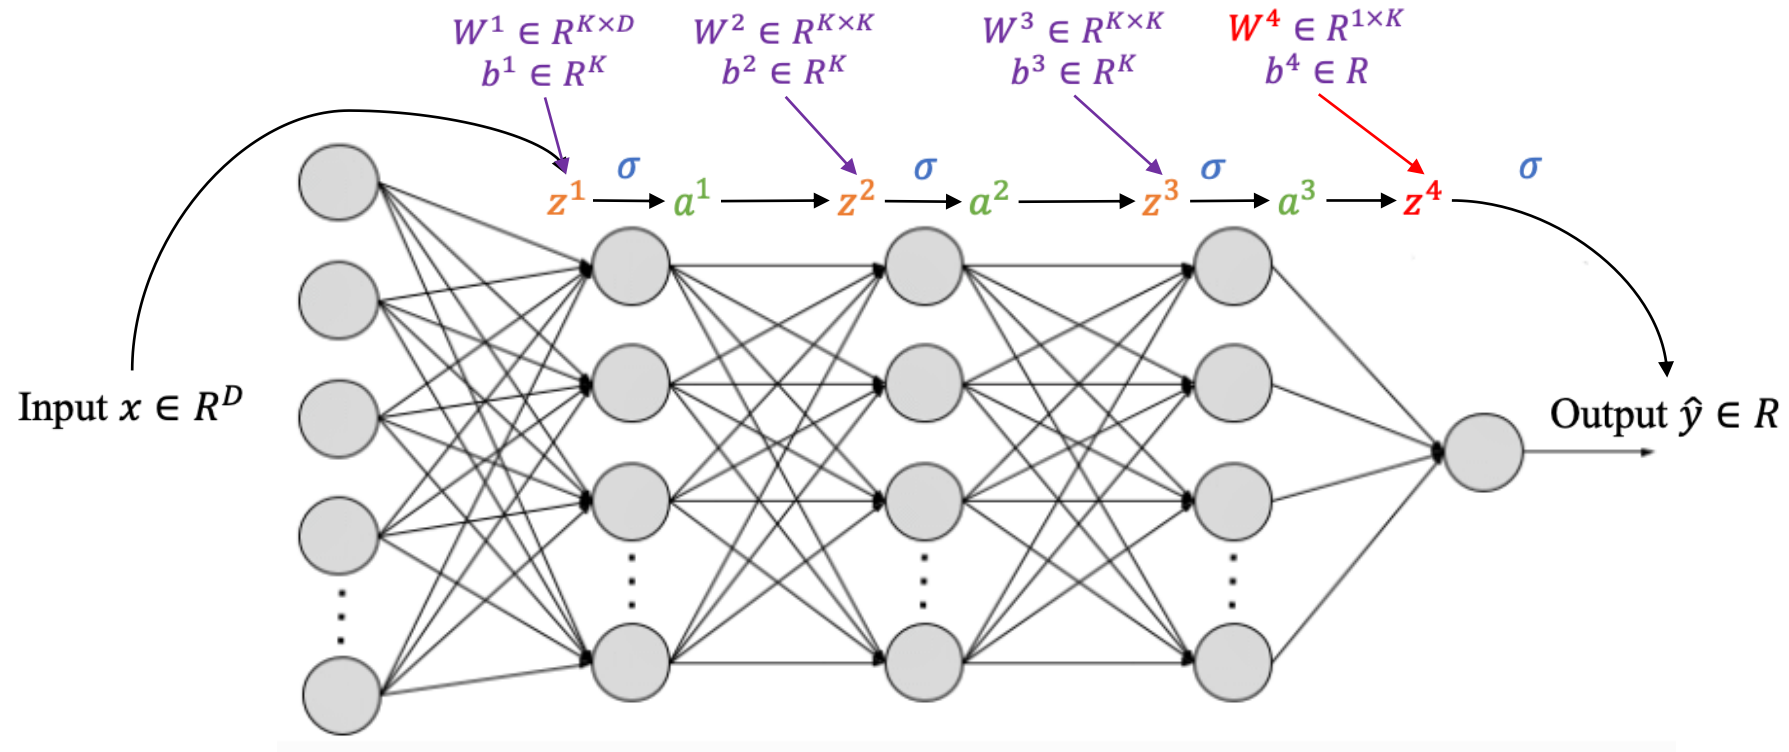 W¹ ∈ R^{K×D} W² ∈ R^{K×K} W³ ∈ R^{K×K} W⁴ ∈ R^{1×K}
b¹ ∈ R^K b² ∈ R^K b³ ∈ R^K b⁴ ∈ R
σ σ σ σ
z¹ a¹ z² a² z³ a³ z⁴
Input x ∈ R^D
Output ŷ ∈ R